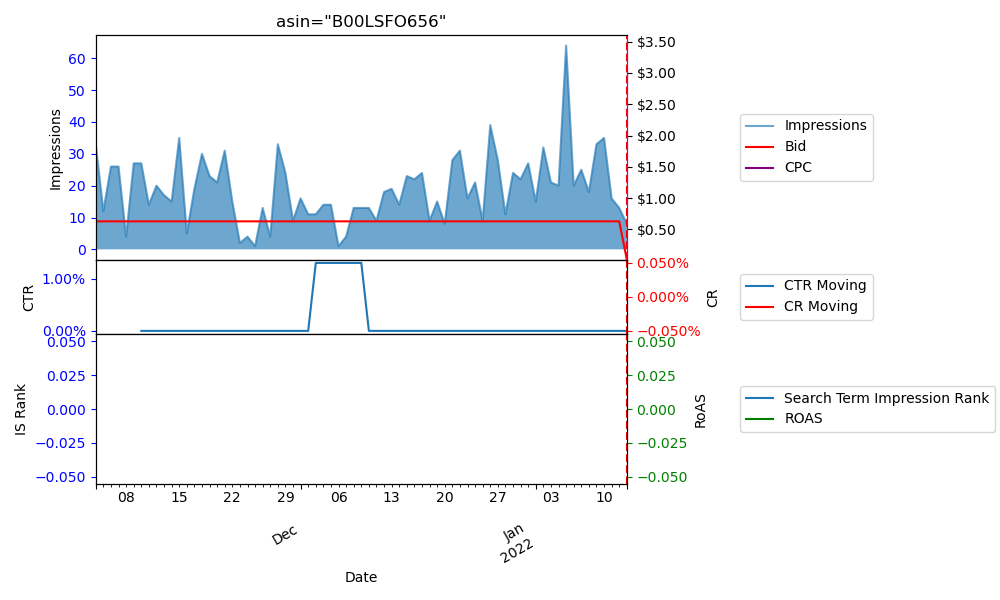 asin="B00LSFO656"
Impressions
60
50
40
30
20
10
0
$3.50
$3.00
$2.50
$2.00
$1.50
$1.00
$0.50
Impressions
Bid
CPC
CTR
1.00%
0.00%
0.050%
0.000%
−0.050%
CR
CTR Moving
CR Moving
IS Rank
0.050
0.025
0.000
−0.025
−0.050
0.050
0.025
0.000
−0.025
−0.050
RoAS
Search Term Impression Rank
ROAS
08 15 22 29 06 13 20 27 03 10
Dec
Jan
2022
Date